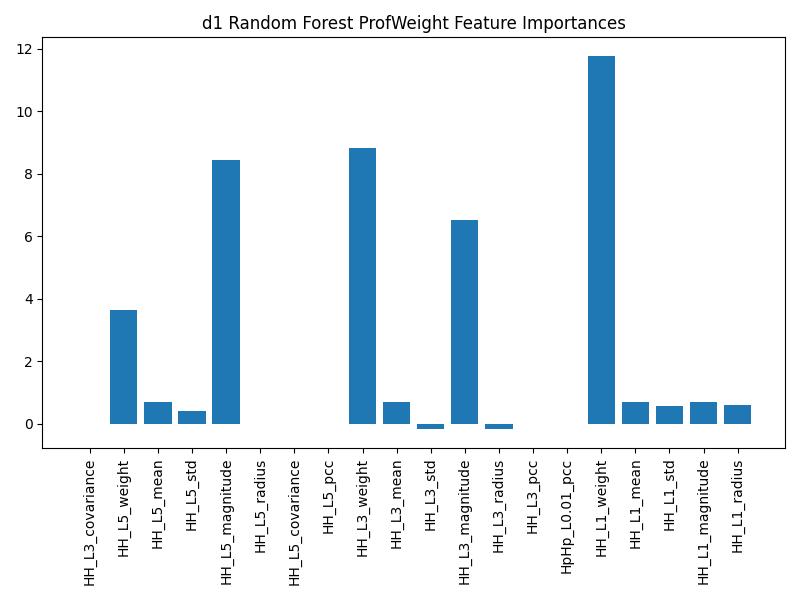 d1 Random Forest ProfWeight Feature Importances
12
10
8
6
4
2
0
HH_L3_covariance
HH_L5_weight
HH_L5_mean
HH_L5_std
HH_L5_magnitude
HH_L5_radius
HH_L5_covariance
HH_L5_pcc
HH_L3_weight
HH_L3_mean
HH_L3_std
HH_L3_magnitude
HH_L3_radius
HH_L3_pcc
HpHp_L0.01_pcc
HH_L1_weight
HH_L1_mean
HH_L1_std
HH_L1_magnitude
HH_L1_radius